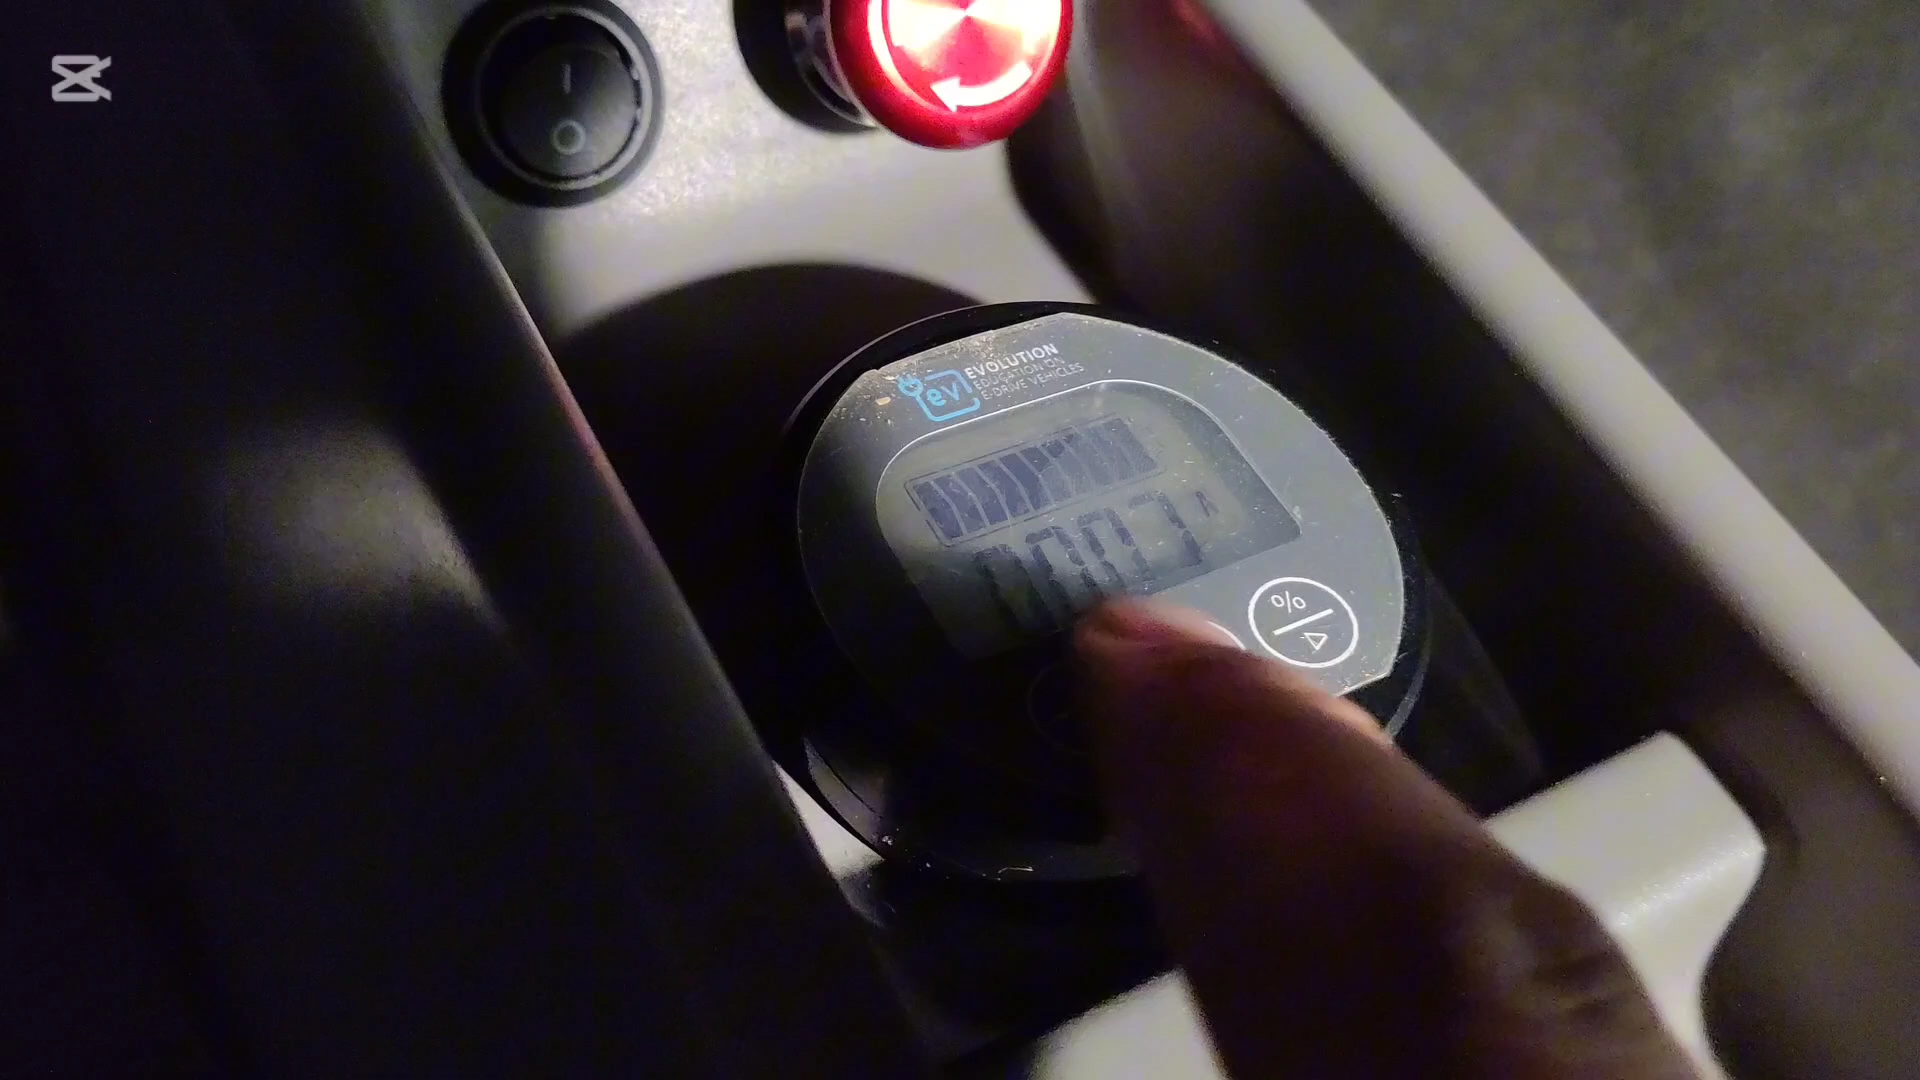 I
O
ev
EVOLUTION
EDUCATION ON
E-DRIVE VEHICLES
A
%